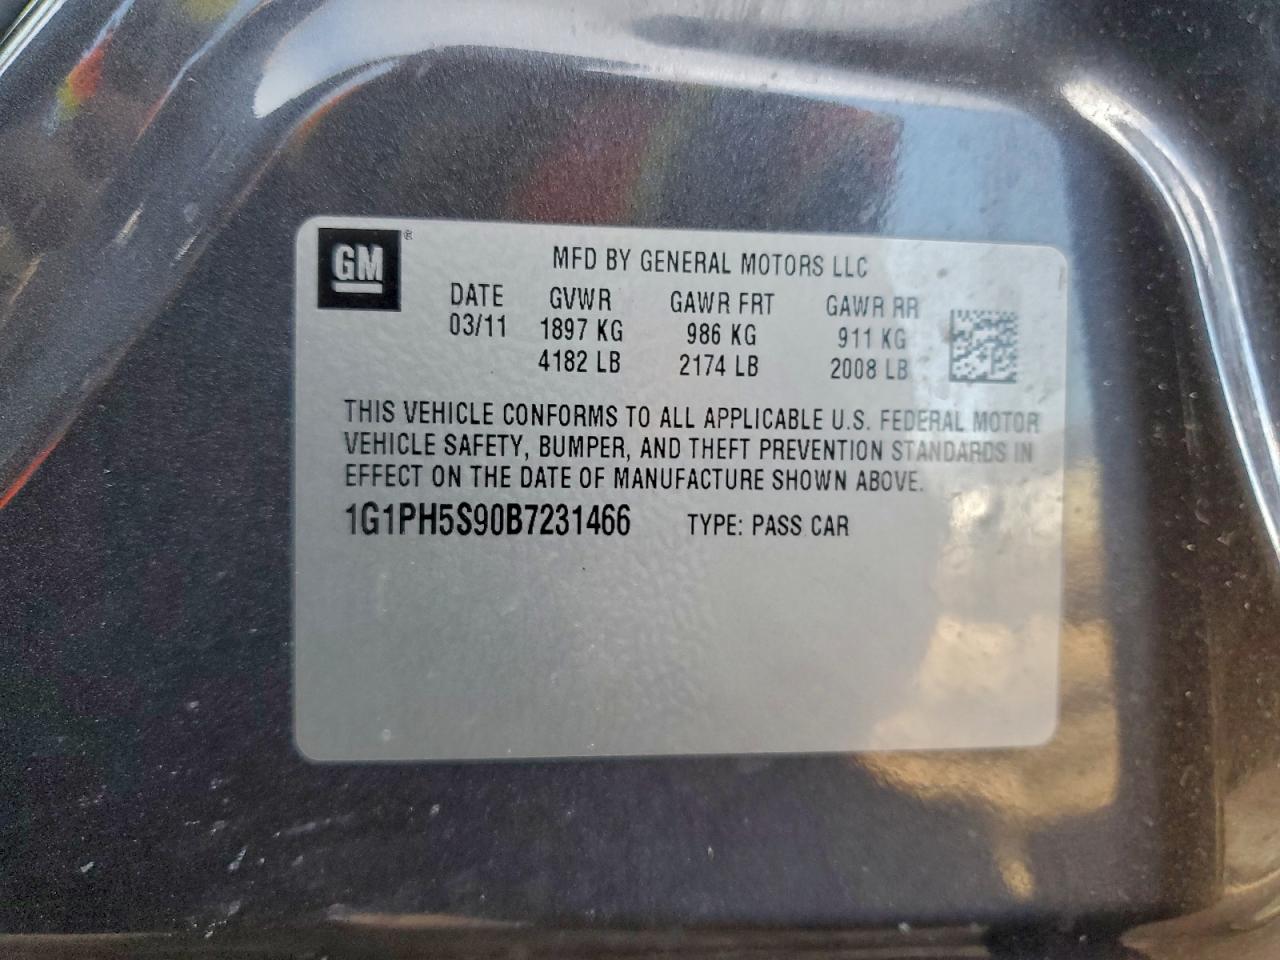 GM ®
MFD BY GENERAL MOTORS LLC
DATE GVWR GAWR FRT GAWR RR
03/11 1897 KG 986 KG 911 KG
4182 LB 2174 LB 2008 LB
THIS VEHICLE CONFORMS TO ALL APPLICABLE U.S. FEDERAL MOTOR
VEHICLE SAFETY, BUMPER, AND THEFT PREVENTION STANDARDS IN
EFFECT ON THE DATE OF MANUFACTURE SHOWN ABOVE.
1G1PH5S90B7231466 TYPE: PASS CAR